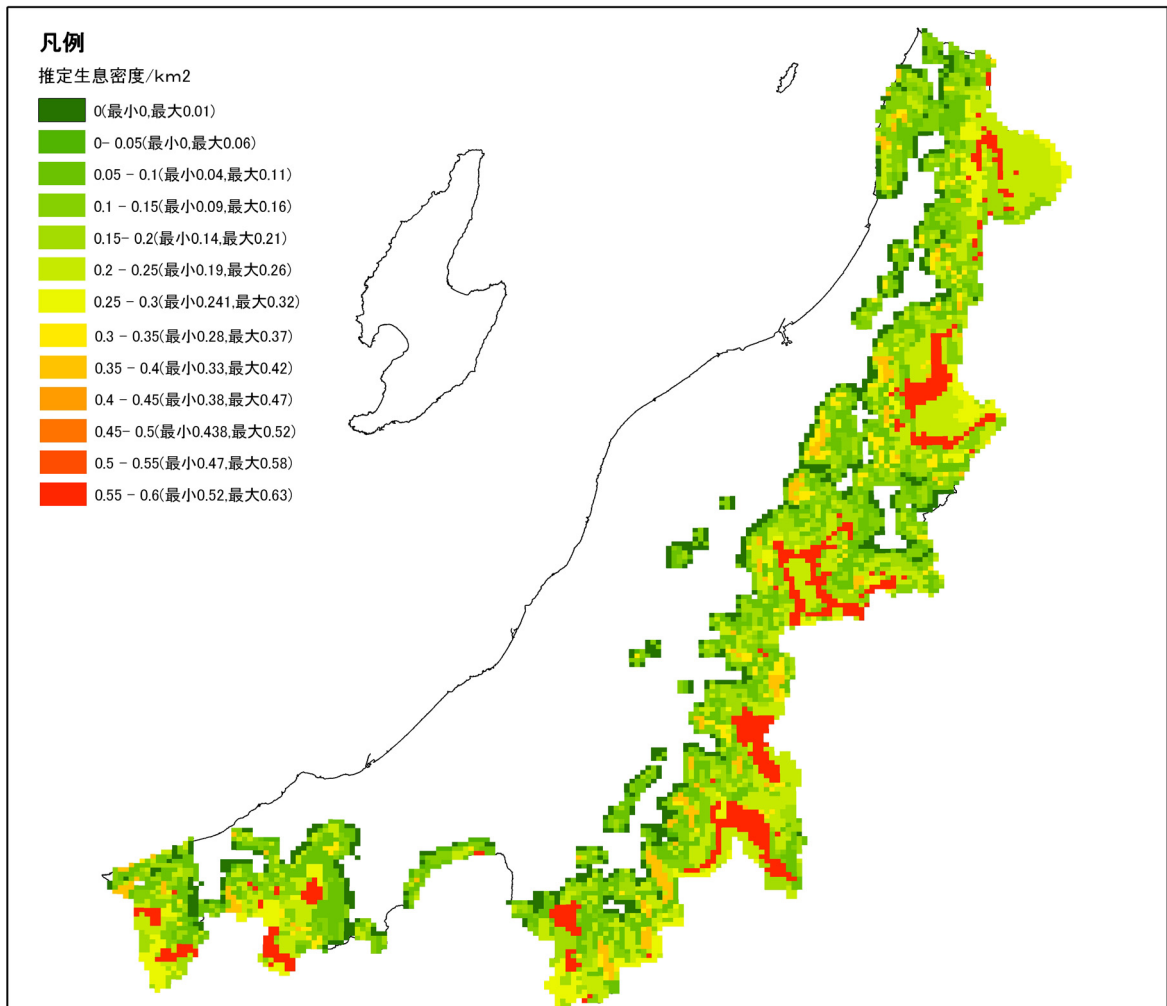 凡例
推定生息密度/km2
0(最小0,最大0.01)
0- 0.05(最小0,最大0.06)
0.05 - 0.1(最小0.04,最大0.11)
0.1 - 0.15(最小0.09,最大0.16)
0.15- 0.2(最小0.14,最大0.21)
0.2 - 0.25(最小0.19,最大0.26)
0.25 - 0.3(最小0.241,最大0.32)
0.3 - 0.35(最小0.28,最大0.37)
0.35 - 0.4(最小0.33,最大0.42)
0.4 - 0.45(最小0.38,最大0.47)
0.45- 0.5(最小0.438,最大0.52)
0.5 - 0.55(最小0.47,最大0.58)
0.55 - 0.6(最小0.52,最大0.63)